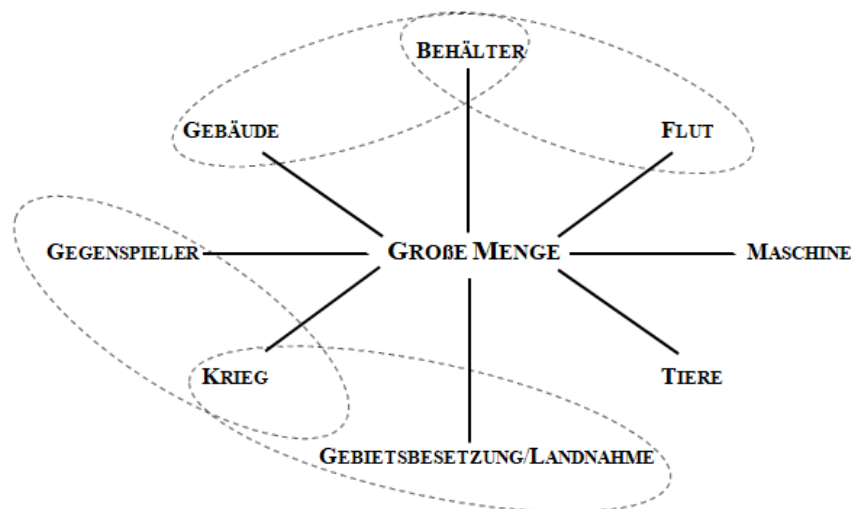 BEHÄLTER
GEBÄUDE
FLUT
GEGENSPIELER
GROßE MENGE
MASCHINE
KRIEG
TIERE
GEBIETSBESETZUNG/LANDNAHME